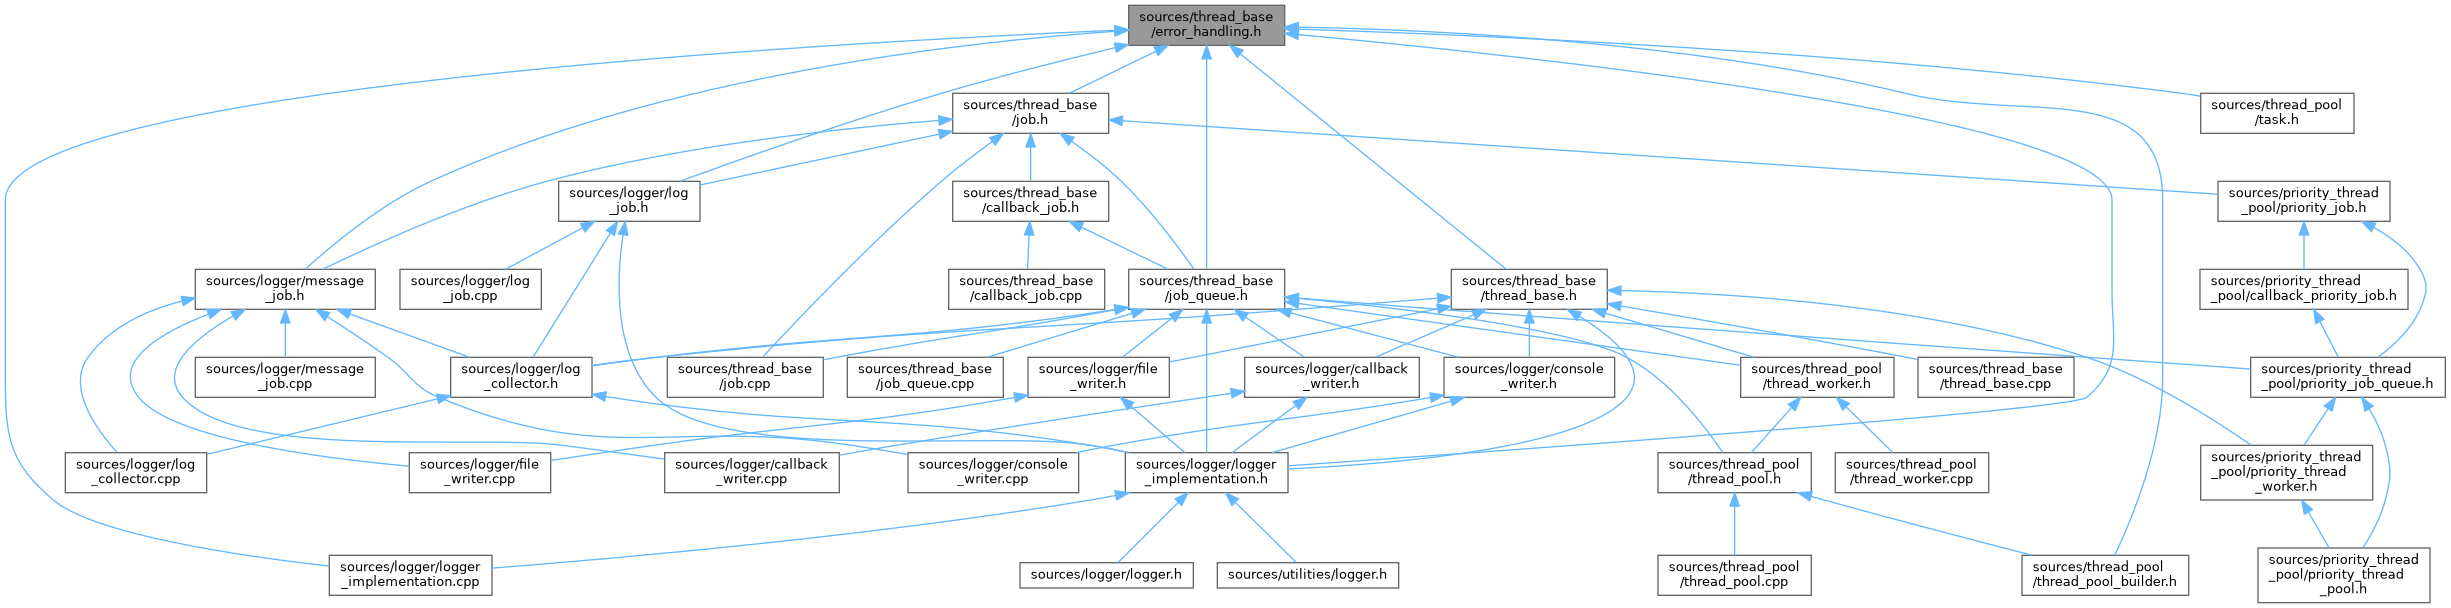 sources/thread_base
/error_handling.h
sources/thread_base
/job.h
sources/thread_pool
/task.h
sources/logger/log
_job.h
sources/thread_base
/callback_job.h
sources/priority_thread
_pool/priority_job.h
sources/logger/message
_job.h
sources/logger/log
_job.cpp
sources/thread_base
/callback_job.cpp
sources/thread_base
/job_queue.h
sources/thread_base
/thread_base.h
sources/priority_thread
_pool/callback_priority_job.h
sources/logger/message
_job.cpp
sources/logger/log
_collector.h
sources/thread_base
/job.cpp
sources/thread_base
/job_queue.cpp
sources/logger/file
_writer.h
sources/logger/callback
_writer.h
sources/logger/console
_writer.h
sources/thread_pool
/thread_worker.h
sources/thread_base
/thread_base.cpp
sources/priority_thread
_pool/priority_job_queue.h
sources/logger/log
_collector.cpp
sources/logger/file
_writer.cpp
sources/logger/callback
_writer.cpp
sources/logger/console
_writer.cpp
sources/logger/logger
_implementation.h
sources/thread_pool
/thread_pool.h
sources/thread_pool
/thread_worker.cpp
sources/priority_thread
_pool/priority_thread
_worker.h
sources/logger/logger
_implementation.cpp
sources/logger/logger.h
sources/utilities/logger.h
sources/thread_pool
/thread_pool.cpp
sources/thread_pool
/thread_pool_builder.h
sources/priority_thread
_pool/priority_thread
_pool.h